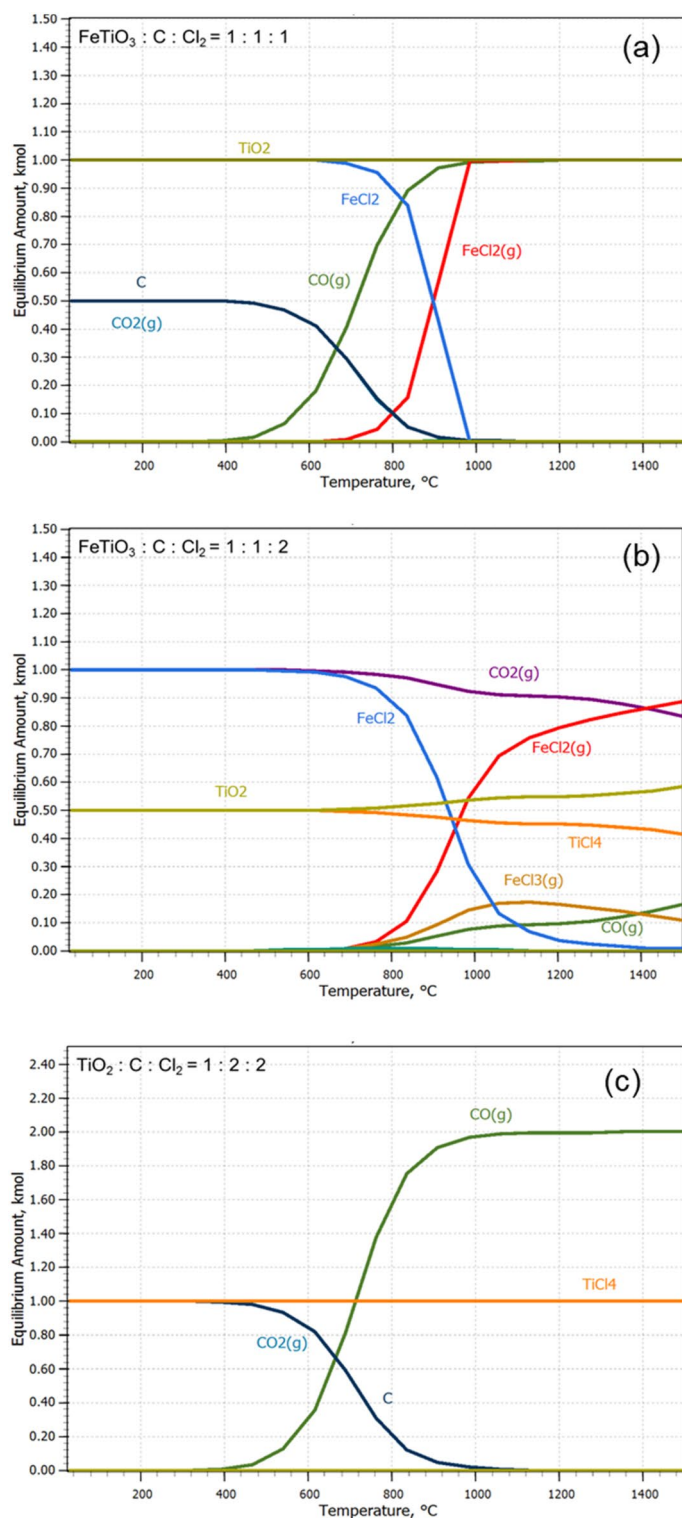 FeTiO₃ : C : Cl₂ = 1 : 1 : 1
(a)
1.50
1.40
1.30
1.20
1.10
1.00
0.90
0.80
0.70
0.60
0.50
0.40
0.30
0.20
0.10
0.00
Equilibrium Amount, kmol
TiO2
FeCl2
FeCl2(g)
C
CO(g)
CO2(g)
200 400 600 800 1000 1200 1400
Temperature, °C
FeTiO₃ : C : Cl₂ = 1 : 1 : 2
(b)
1.50
1.40
1.30
1.20
1.10
1.00
0.90
0.80
0.70
0.60
0.50
0.40
0.30
0.20
0.10
0.00
Equilibrium Amount, kmol
CO2(g)
FeCl2
FeCl2(g)
TiO2
TiCl4
FeCl3(g)
CO(g)
200 400 600 800 1000 1200 1400
Temperature, °C
TiO₂ : C : Cl₂ = 1 : 2 : 2
(c)
2.40
2.20
2.00
1.80
1.60
1.40
1.20
1.00
0.80
0.60
0.40
0.20
0.00
Equilibrium Amount, kmol
CO(g)
TiCl4
CO2(g)
C
200 400 600 800 1000 1200 1400
Temperature, °C